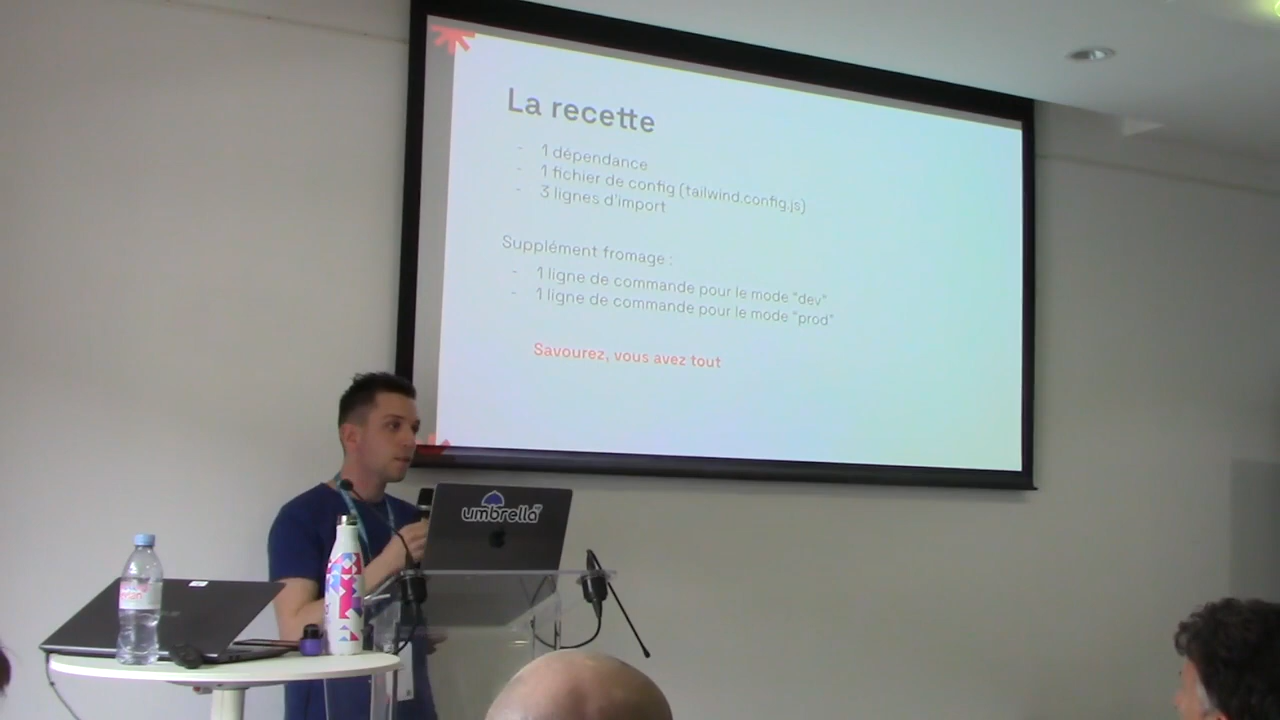 La recette
- 1 dépendance
- 1 fichier de config (tailwind.config.js)
- 3 lignes d'import
Supplément fromage :
- 1 ligne de commande pour le mode "dev"
- 1 ligne de commande pour le mode "prod"
Savourez, vous avez tout
umbrella
evian